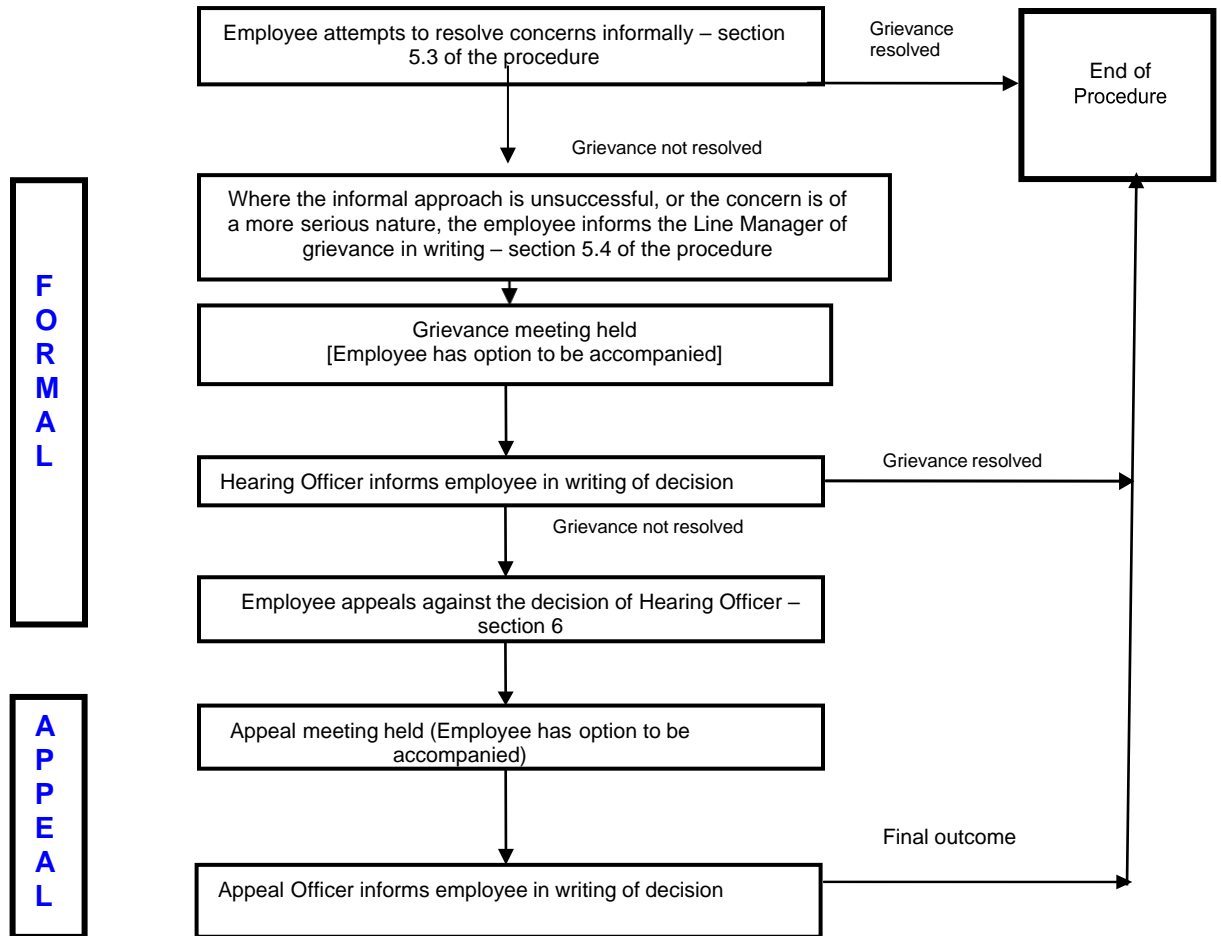 Employee attempts to resolve concerns informally – section
5.3 of the procedure
Grievance
resolved
End of
Procedure
Grievance not resolved
FORMAL
Where the informal approach is unsuccessful, or the concern is of
a more serious nature, the employee informs the Line Manager of
grievance in writing – section 5.4 of the procedure
Grievance meeting held
[Employee has option to be accompanied]
Hearing Officer informs employee in writing of decision
Grievance resolved
Grievance not resolved
Employee appeals against the decision of Hearing Officer –
section 6
APPEAL
Appeal meeting held (Employee has option to be
accompanied)
Final outcome
Appeal Officer informs employee in writing of decision